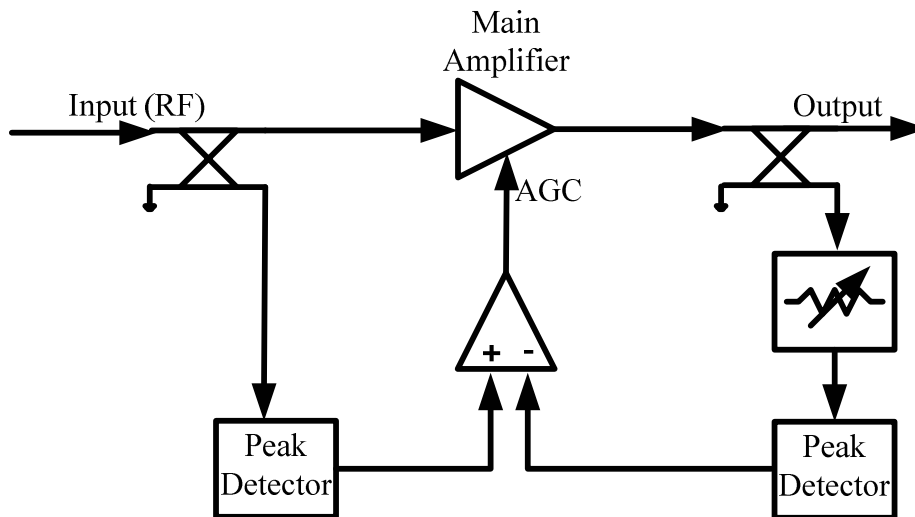 Main
Amplifier
Input (RF)
Output
AGC
+ -
Peak
Detector
Peak
Detector